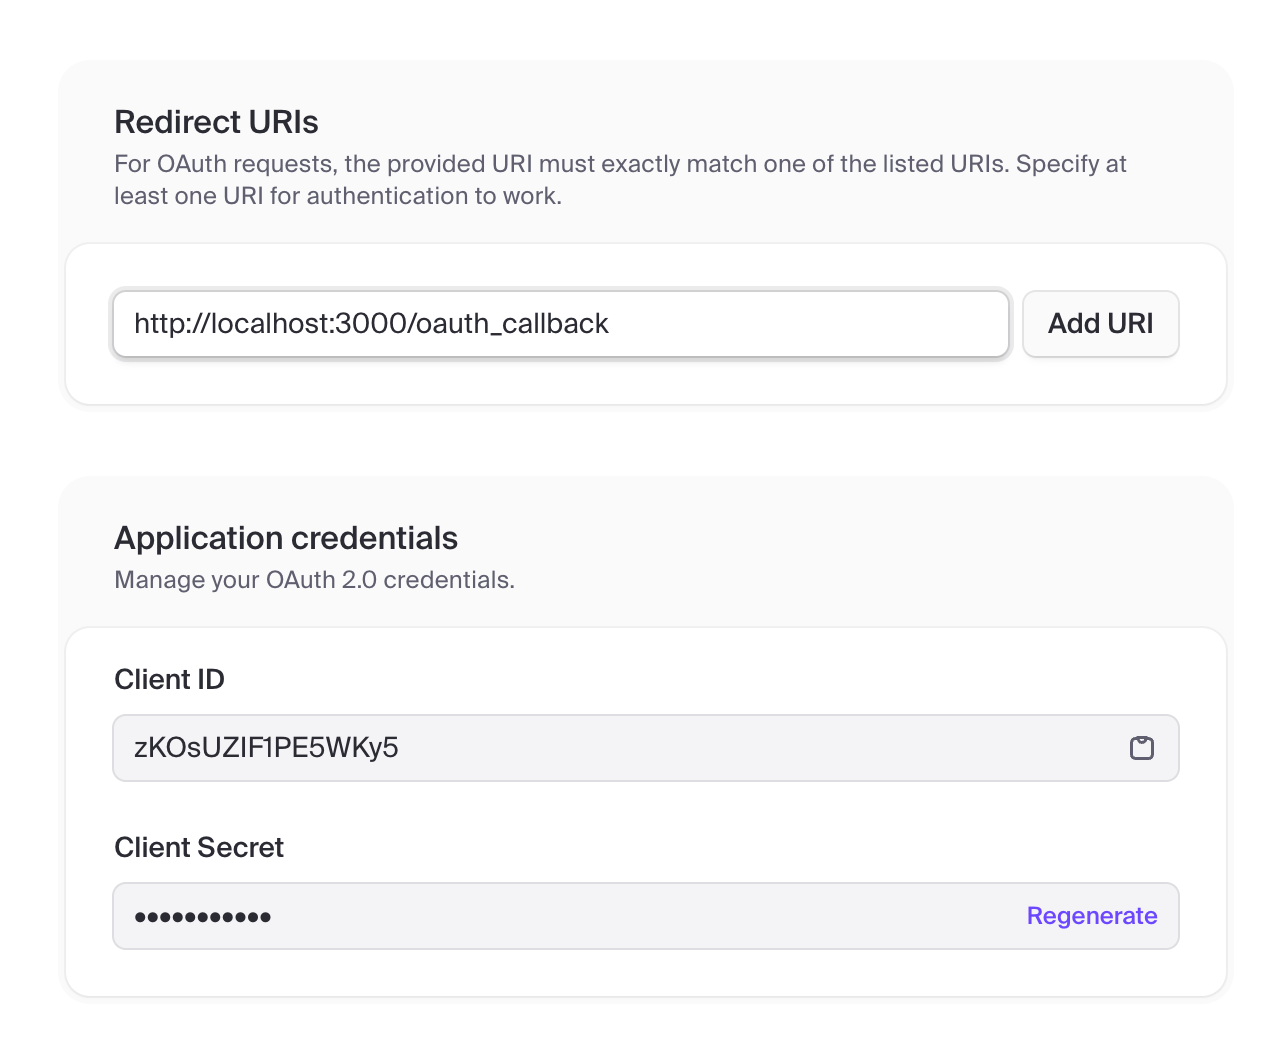 Redirect URIs
For OAuth requests, the provided URI must exactly match one of the listed URIs. Specify at
least one URI for authentication to work.
http://localhost:3000/oauth_callback
Add URI
Application credentials
Manage your OAuth 2.0 credentials.
Client ID
zKOsUZIF1PE5WKy5
Client Secret
•••••••••••
Regenerate